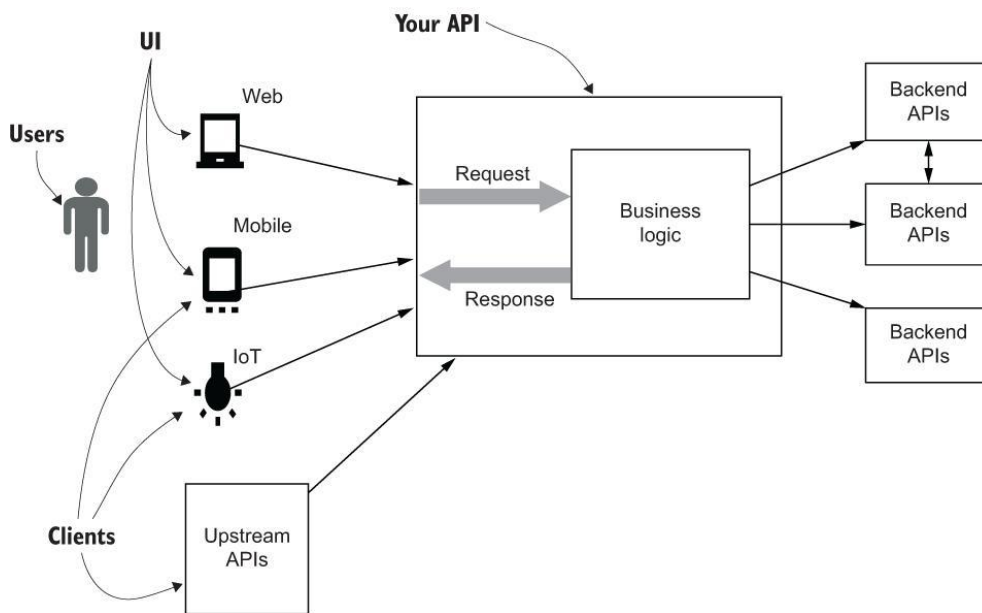 Your API
UI
Web
Users
Mobile
IoT
Clients
Upstream
APIs
Request
Business
logic
Response
Backend
APIs
Backend
APIs
Backend
APIs